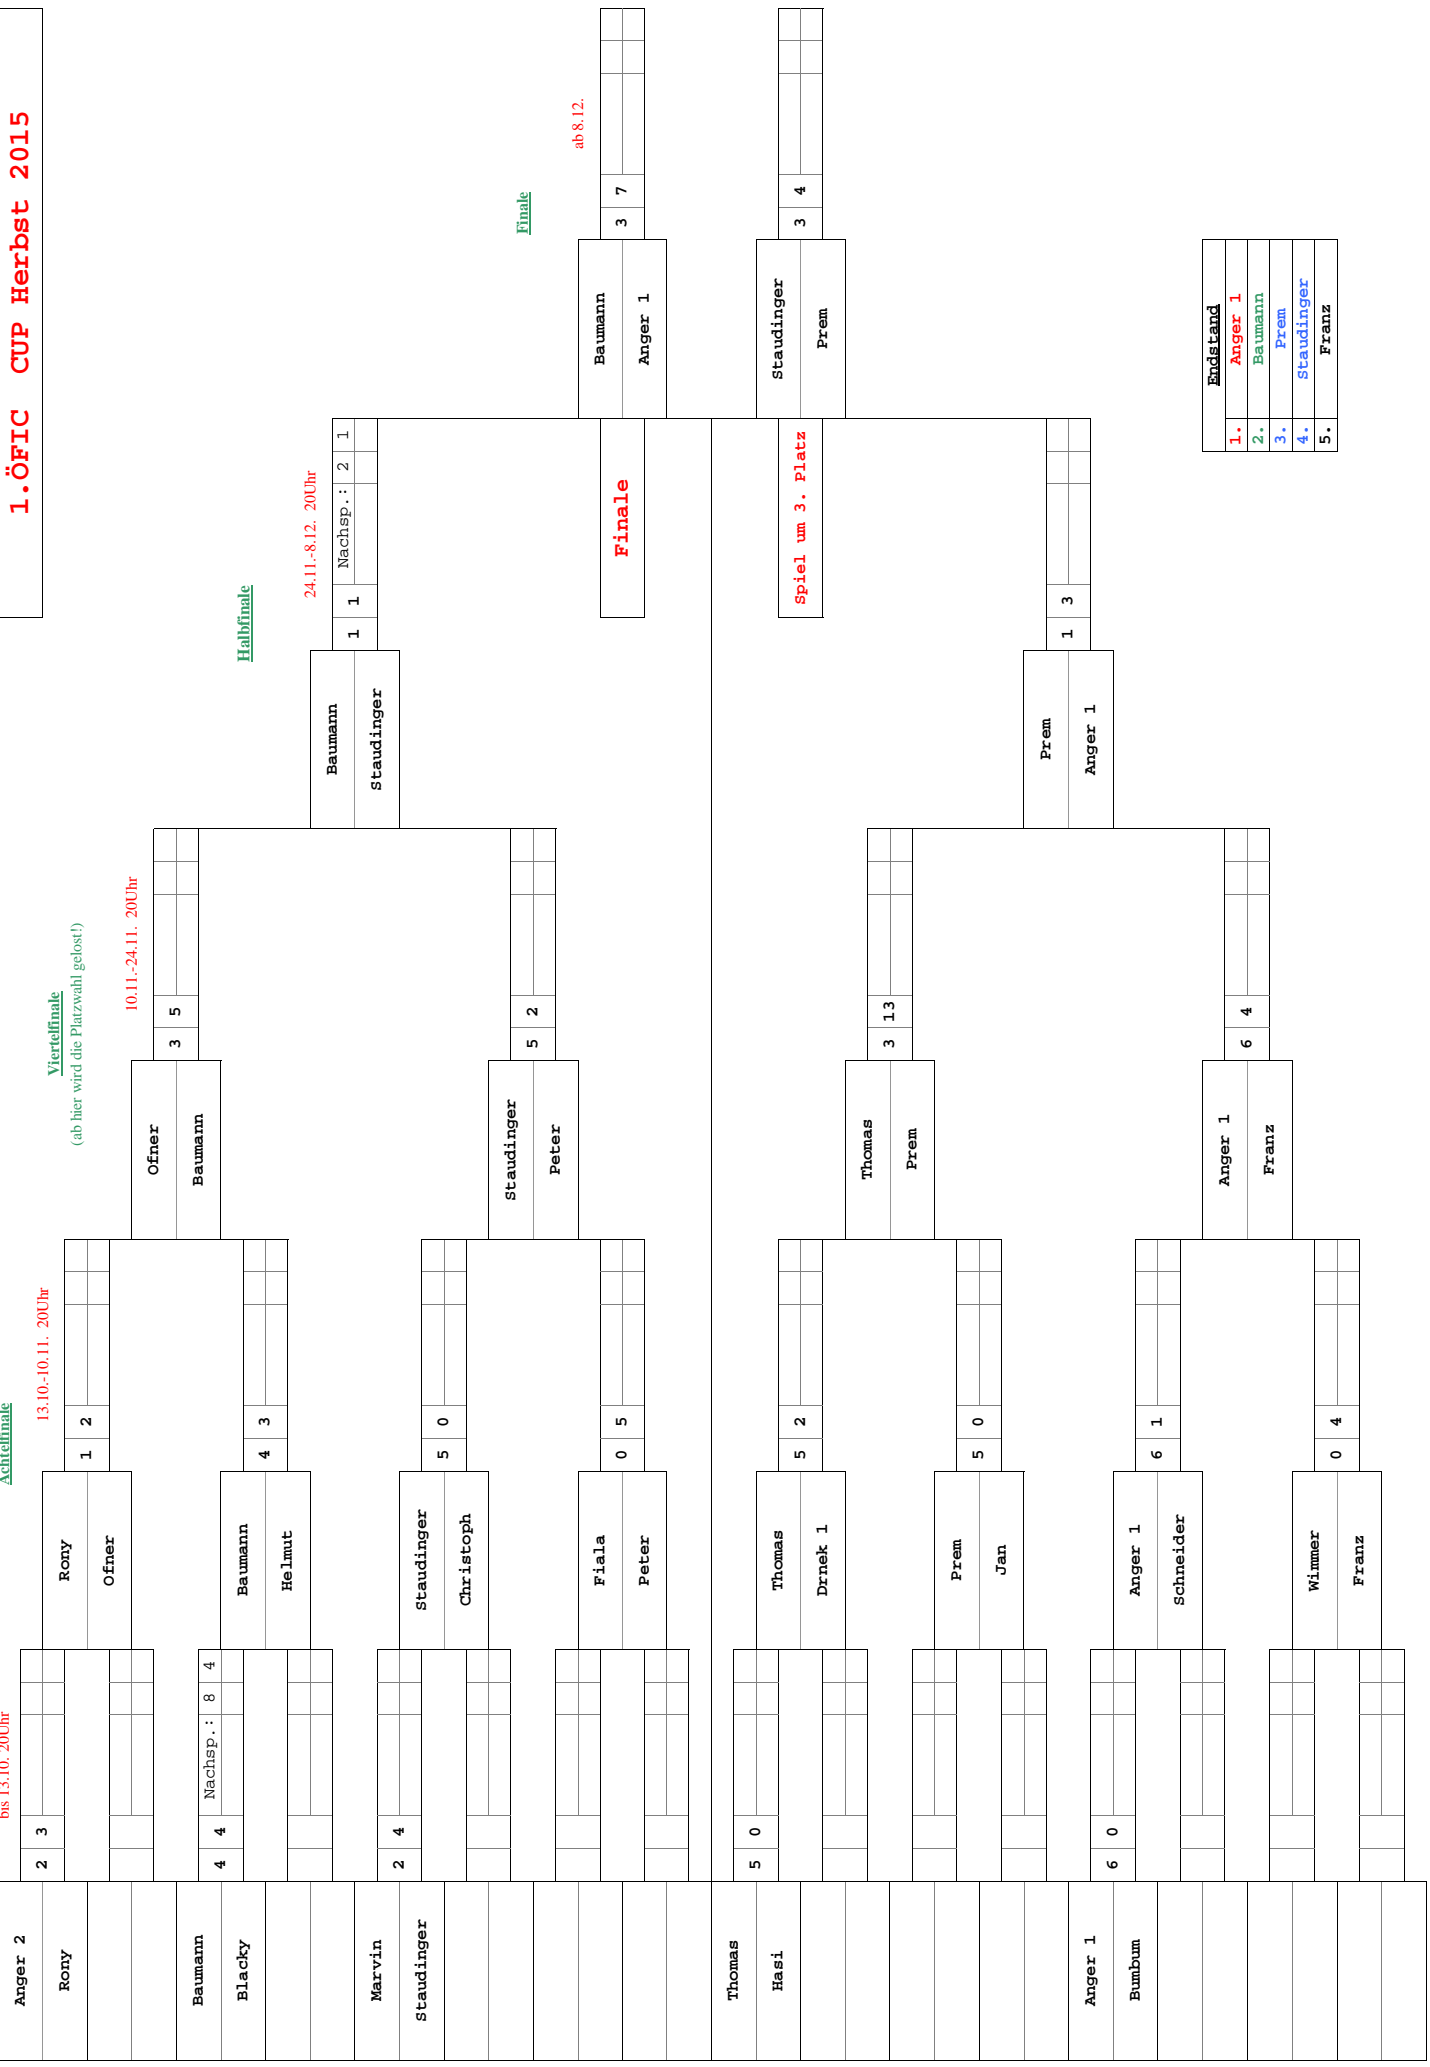 1.ÖFIC CUP Herbst 2015
bis 13.10. 20Uhr
Anger 2
Rony
2 3
Baumann
Blacky
4 4 Nachsp.: 8 4
Marvin
Staudinger
2 4
Thomas
Hasi
5 0
Anger 1
Bumbum
6 0
Achtelfinale
13.10.-10.11. 20Uhr
Rony
Ofner
1 2
Baumann
Helmut
4 3
Staudinger
Christoph
5 0
Fiala
Peter
0 5
Thomas
Drnek 1
5 2
Prem
Jan
5 0
Anger 1
Schneider
6 1
Wimmer
Franz
0 4
Viertelfinale
(ab hier wird die Platzwahl gelost!)
10.11.-24.11. 20Uhr
Ofner
Baumann
3 5
Staudinger
Peter
5 2
Thomas
Prem
3 13
Anger 1
Franz
6 4
Halbfinale
24.11.-8.12. 20Uhr
Baumann
Staudinger
1 1 Nachsp.: 2 1
Prem
Anger 1
1 3
Finale
ab 8.12.
Finale
Baumann
Anger 1
3 7
Spiel um 3. Platz
Staudinger
Prem
3 4
Endstand
1. Anger 1
2. Baumann
3. Prem
4. Staudinger
5. Franz